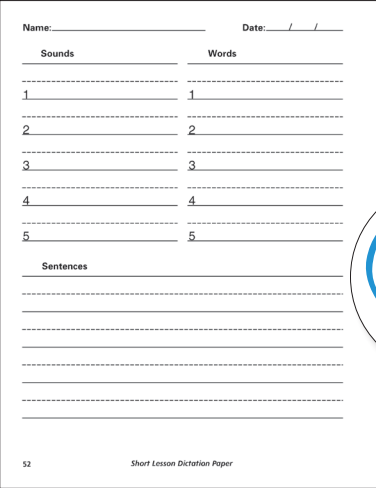 Name: Date: / /
Sounds Words
1 1
2 2
3 3
4 4
5 5
Sentences
52 Short Lesson Dictation Paper